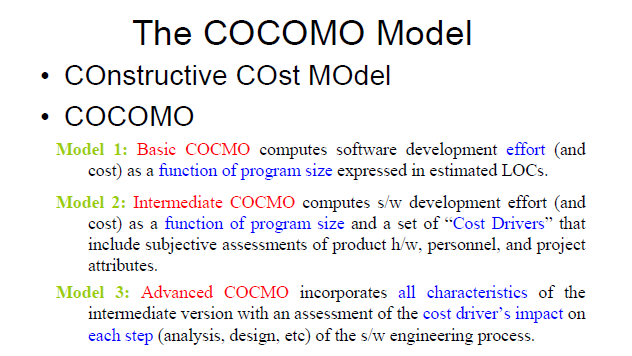 The COCOMO Model
• COnstructive COst MOdel
• COCOMO
Model 1: Basic COCMO computes software development effort (and
cost) as a function of program size expressed in estimated LOCs.
Model 2: Intermediate COCMO computes s/w development effort (and
cost) as a function of program size and a set of “Cost Drivers” that
include subjective assessments of product h/w, personnel, and project
attributes.
Model 3: Advanced COCMO incorporates all characteristics of the
intermediate version with an assessment of the cost driver’s impact on
each step (analysis, design, etc) of the s/w engineering process.